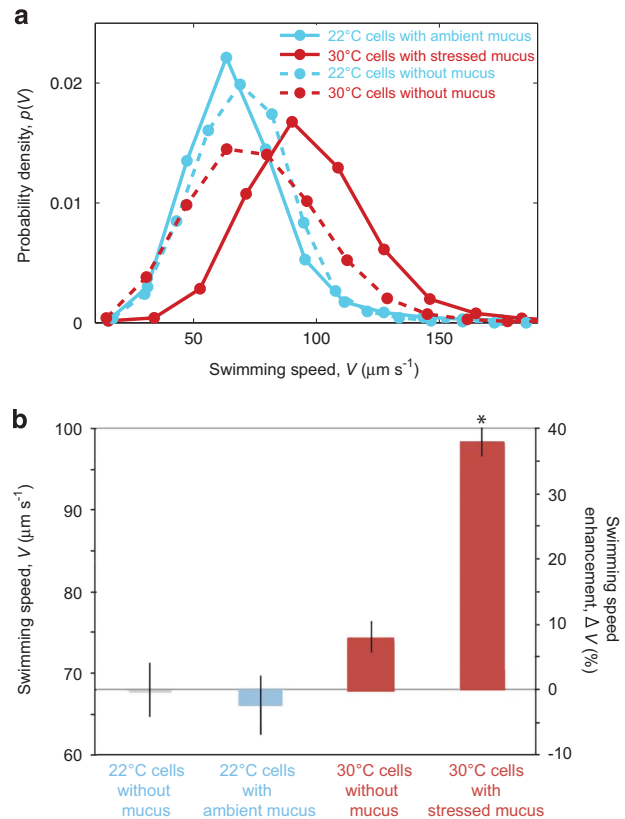 a
22°C cells with ambient mucus
30°C cells with stressed mucus
22°C cells without mucus
30°C cells without mucus
Probability density, p(V)
0.02
0.01
0
50
100
150
Swimming speed, V (μm s⁻¹)
b
Swimming speed, V (μm s⁻¹)
100
90
80
70
60
*
40
30
20
10
0
-10
Swimming speed
enhancement, Δ V (%)
22°C cells
without
mucus
22°C cells
with
ambient mucus
30°C cells
without
mucus
30°C cells
with
stressed mucus